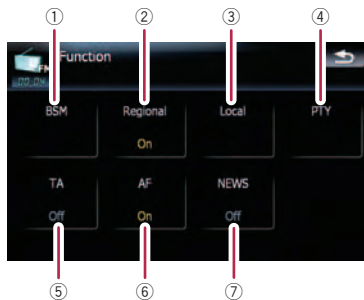 ① ② ③ ④
Function
FM
BSM Regional Local PTY
On
TA AF NEWS
Off On Off
⑤ ⑥ ⑦